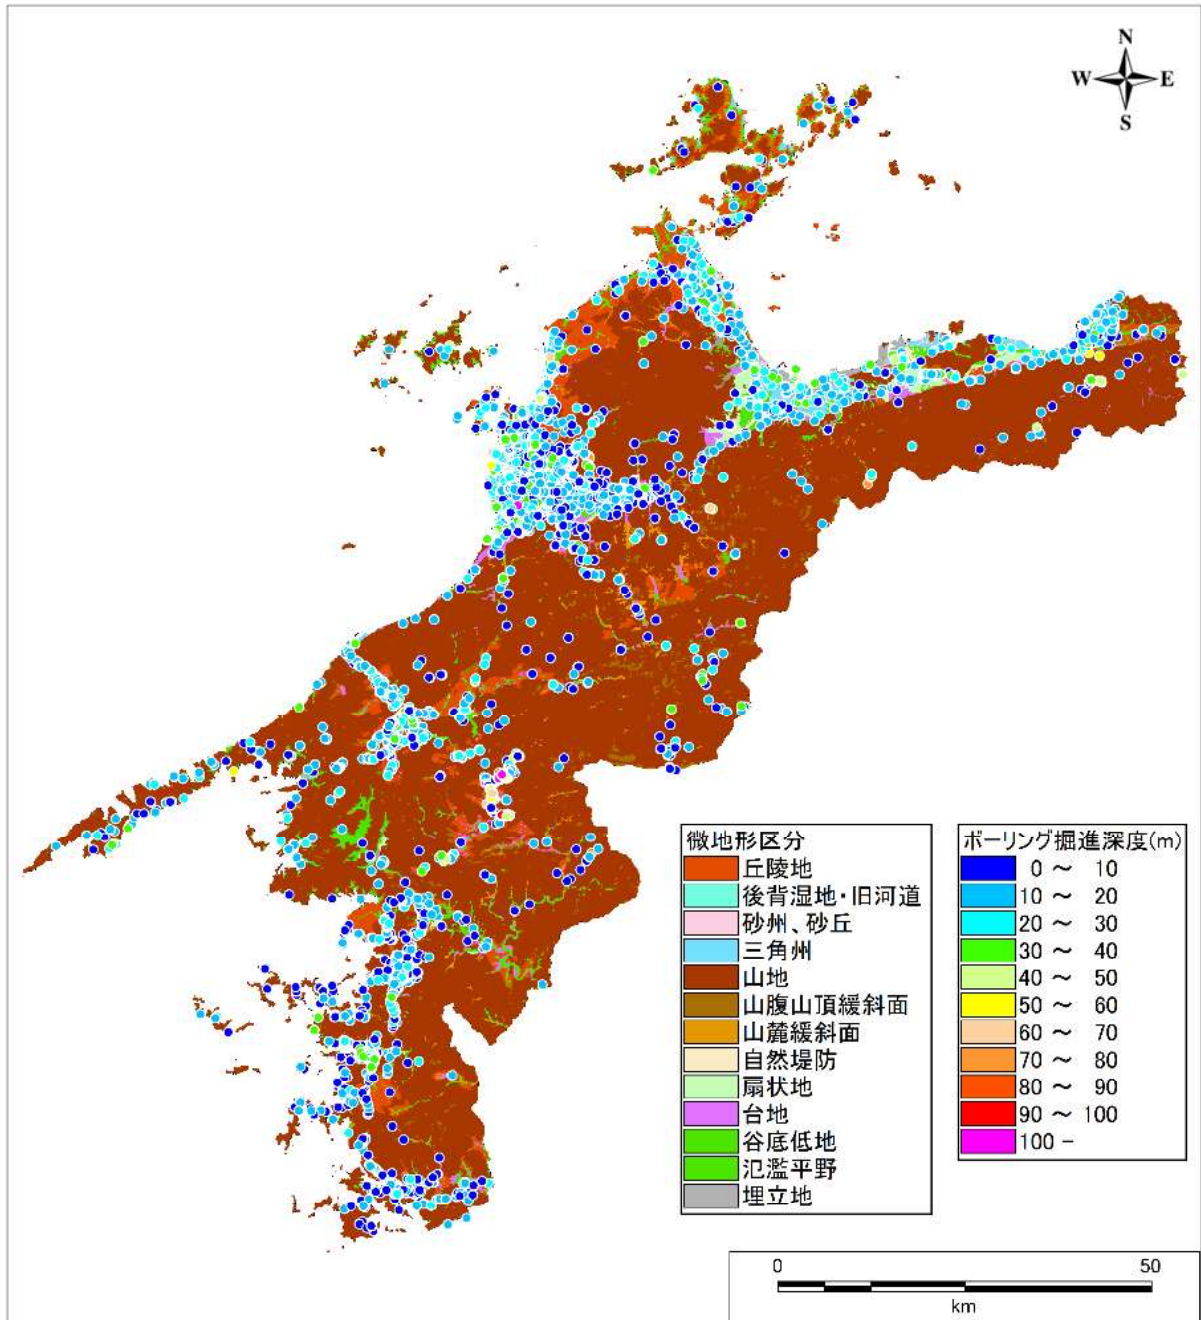 N
W E
S
微地形区分
丘陵地
後背湿地・旧河道
砂州、砂丘
三角州
山地
山腹山頂緩斜面
山麓緩斜面
自然堤防
扇状地
台地
谷底低地
氾濫平野
埋立地
ボーリング掘進深度(m)
0 ～ 10
10 ～ 20
20 ～ 30
30 ～ 40
40 ～ 50
50 ～ 60
60 ～ 70
70 ～ 80
80 ～ 90
90 ～ 100
100 -
0 50
km